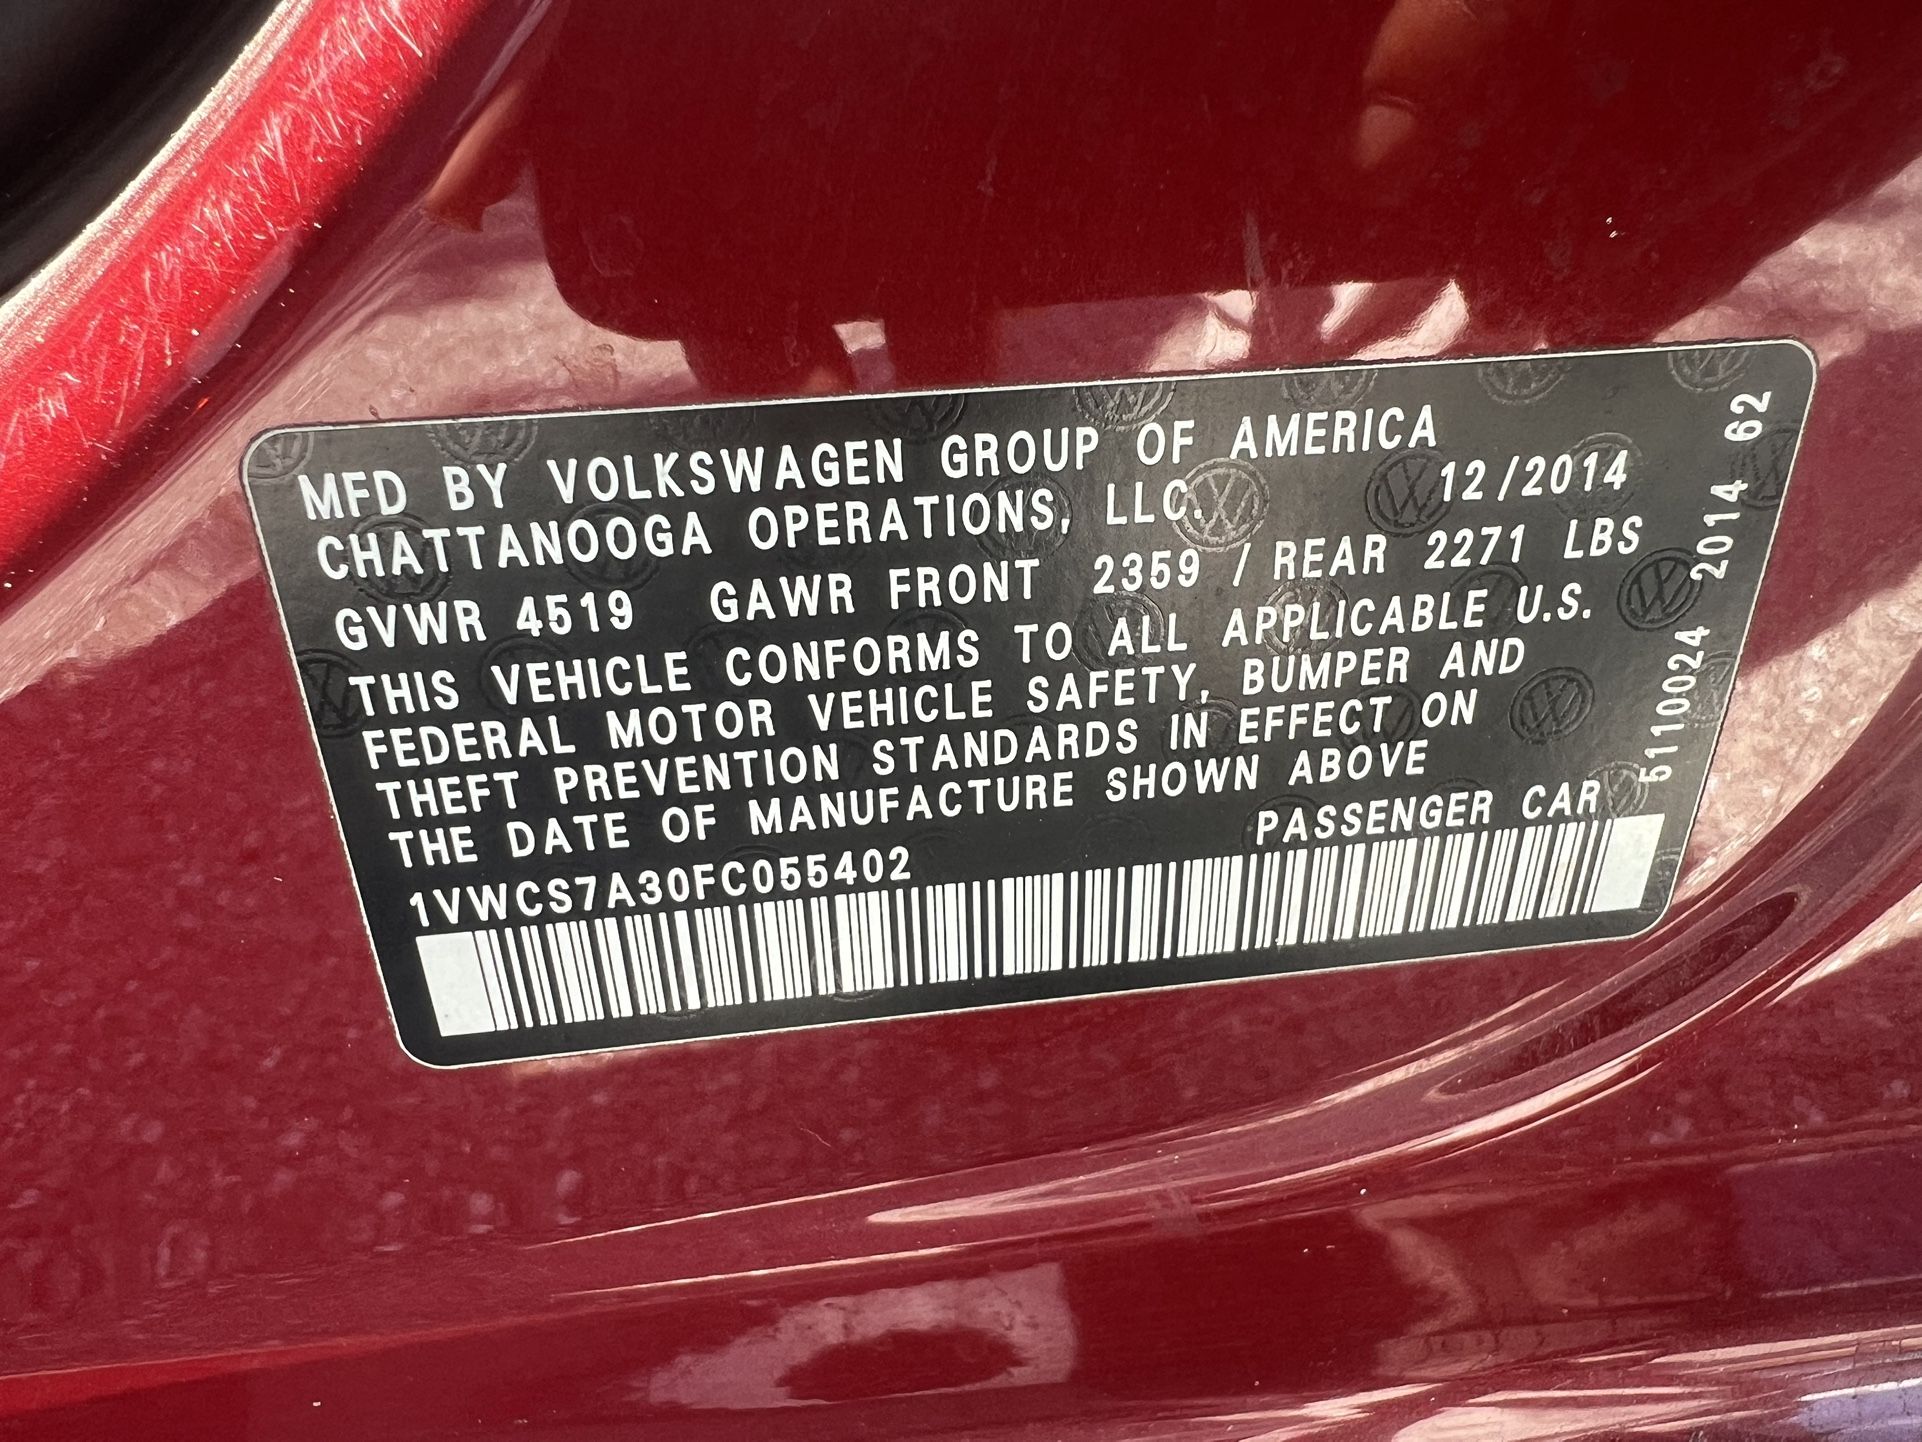 MFD BY VOLKSWAGEN GROUP OF AMERICA
CHATTANOOGA OPERATIONS, LLC. 12/2014
GVWR 4519 GAWR FRONT 2359 / REAR 2271 LBS
THIS VEHICLE CONFORMS TO ALL APPLICABLE U.S.
FEDERAL MOTOR VEHICLE SAFETY, BUMPER AND
THEFT PREVENTION STANDARDS IN EFFECT ON
THE DATE OF MANUFACTURE SHOWN ABOVE
1VWCS7A30FC055402 PASSENGER CAR
5110024 2014 62